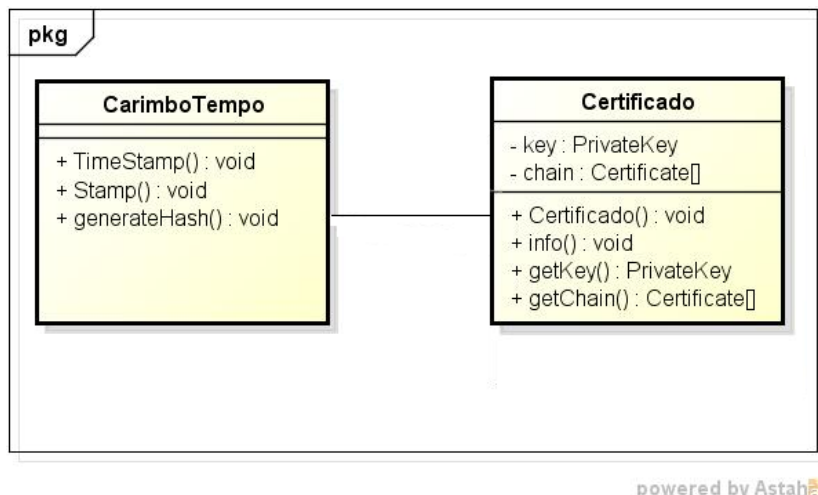 pkg
CarimboTempo
+ TimeStamp() : void
+ Stamp() : void
+ generateHash() : void
Certificado
- key : PrivateKey
- chain : Certificate[]
+ Certificado() : void
+ info() : void
+ getKey() : PrivateKey
+ getChain() : Certificate[]
powered by Astah